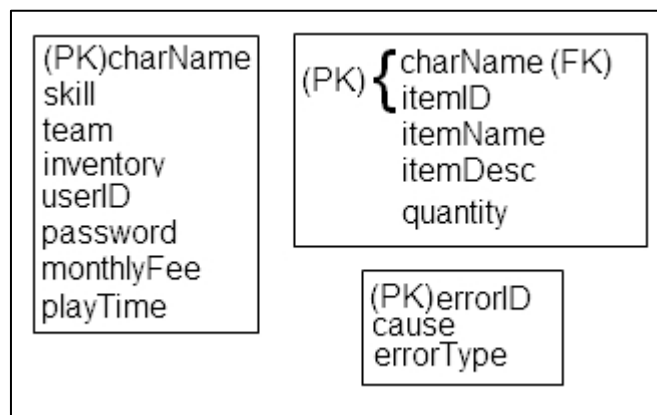 (PK)charName
skill
team
inventory
userID
password
monthlyFee
playTime
(PK) { charName (FK)
itemID
itemName
itemDesc
quantity
(PK)errorID
cause
errorType